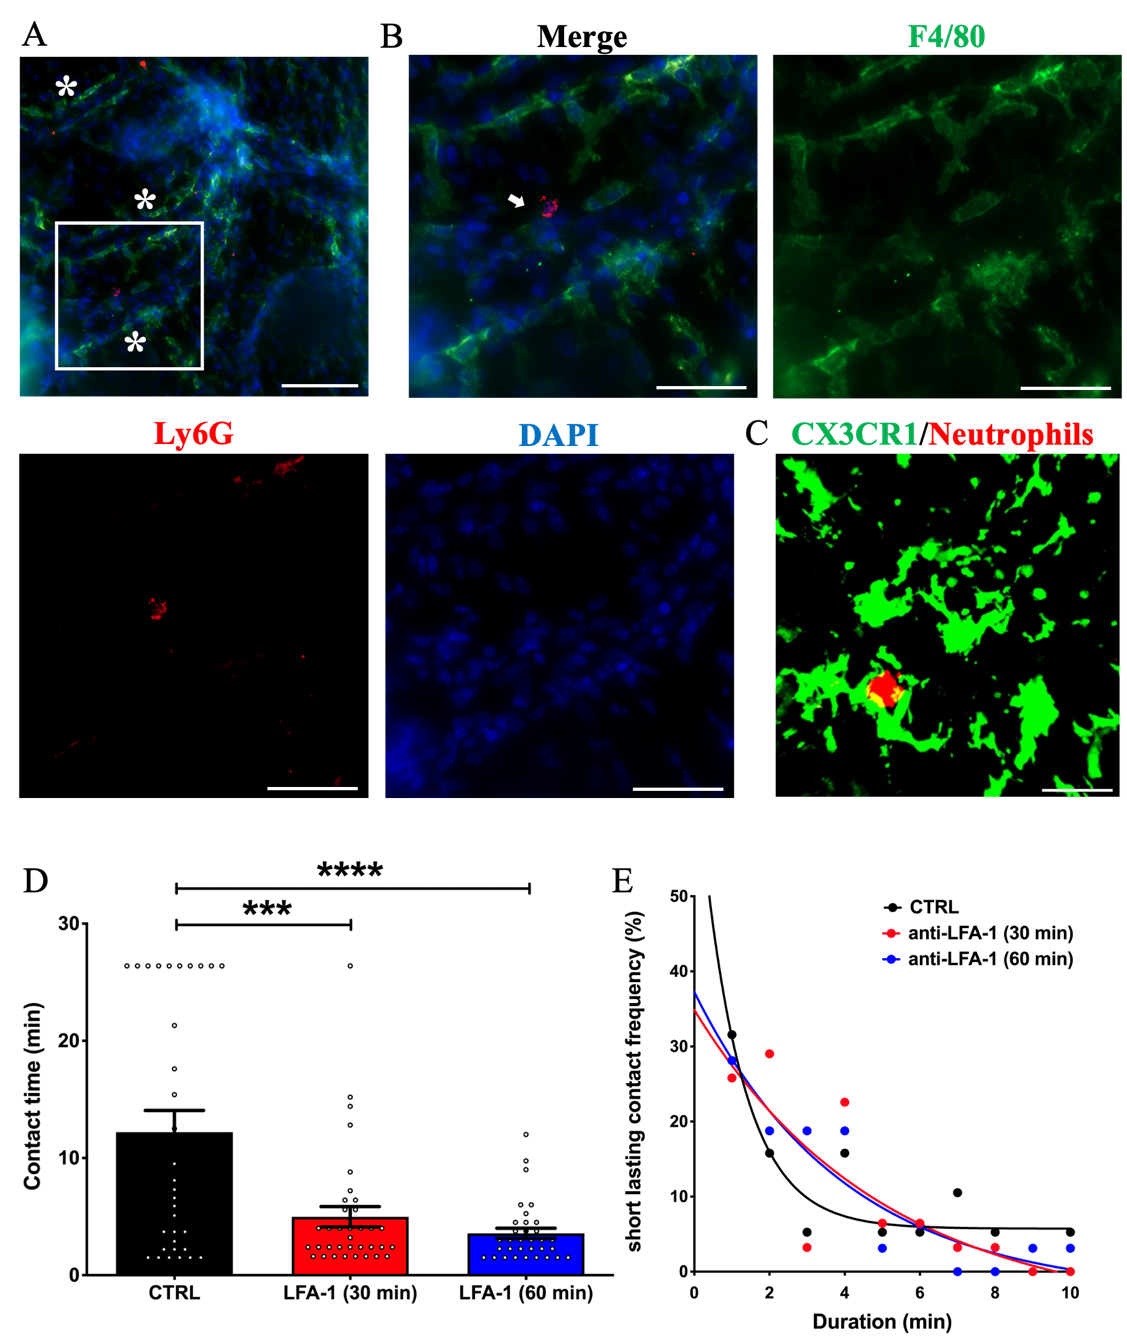 A
B
Merge
F4/80
*
*
*
Ly6G
DAPI
C
CX3CR1/Neutrophils
D
****
***
30
20
10
0
Contact time (min)
CTRL
LFA-1 (30 min)
LFA-1 (60 min)
E
50
40
30
20
10
0
short lasting contact frequency (%)
CTRL
anti-LFA-1 (30 min)
anti-LFA-1 (60 min)
0 2 4 6 8 10
Duration (min)